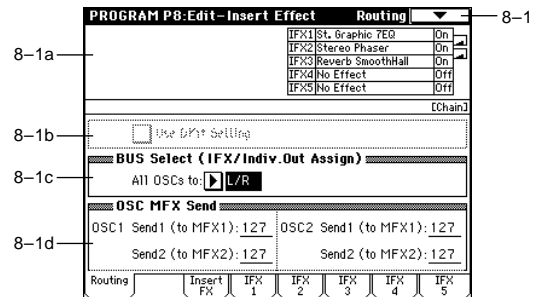 PROGRAM P8:Edit-Insert Effect Routing
8-1
IFX1 St. Graphic 7EQ On
IFX2 Stereo Phaser On
8-1a
IFX3 Reverb SmoothHall On
IFX4 No Effect Off
IFX5 No Effect Off
[Chain]
8-1b
Use DKit Setting
BUS Select (IFX/Indiv.Out Assign)
8-1c
All OSCs to: L/R
OSC MFX Send
8-1d
OSC1 Send1 (to MFX1): 127 OSC2 Send1 (to MFX1): 127
Send2 (to MFX2): 127 Send2 (to MFX2): 127
Routing Insert FX IFX 1 IFX 2 IFX 3 IFX 4 IFX 5